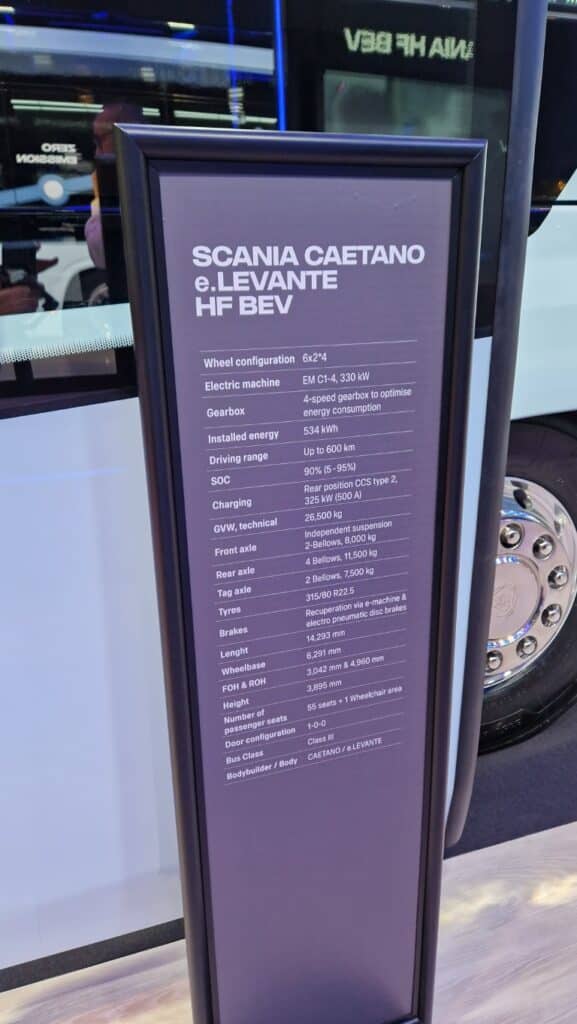 ANIA HF BEV
ZERO
EMISSION
SCANIA CAETANO
e.LEVANTE
HF BEV
Wheel configuration 6x2*4
Electric machine EM C1-4, 330 kW
Gearbox 4-speed gearbox to optimise
energy consumption
Installed energy 534 kWh
Driving range Up to 600 km
SOC 90% (5-95%)
Charging Rear position CCS type 2,
325 kW (500 A)
GVW, technical 26,500 kg
Front axle Independent suspension
2-Bellows, 8,000 kg
Rear axle 4 Bellows, 11,500 kg
Tag axle 2 Bellows, 7,500 kg
Tyres 315/80 R22.5
Brakes Recuperation via e-machine &
electro pneumatic disc brakes
Lenght 14,293 mm
Wheelbase 6,291 mm
FOH & ROH 3,042 mm & 4,960 mm
Height 3,895 mm
Number of
passenger seats 55 seats + 1 Wheelchair area
Door configuration 1-0-0
Bus Class Class III
Bodybuilder / Body CAETANO / e.LEVANTE